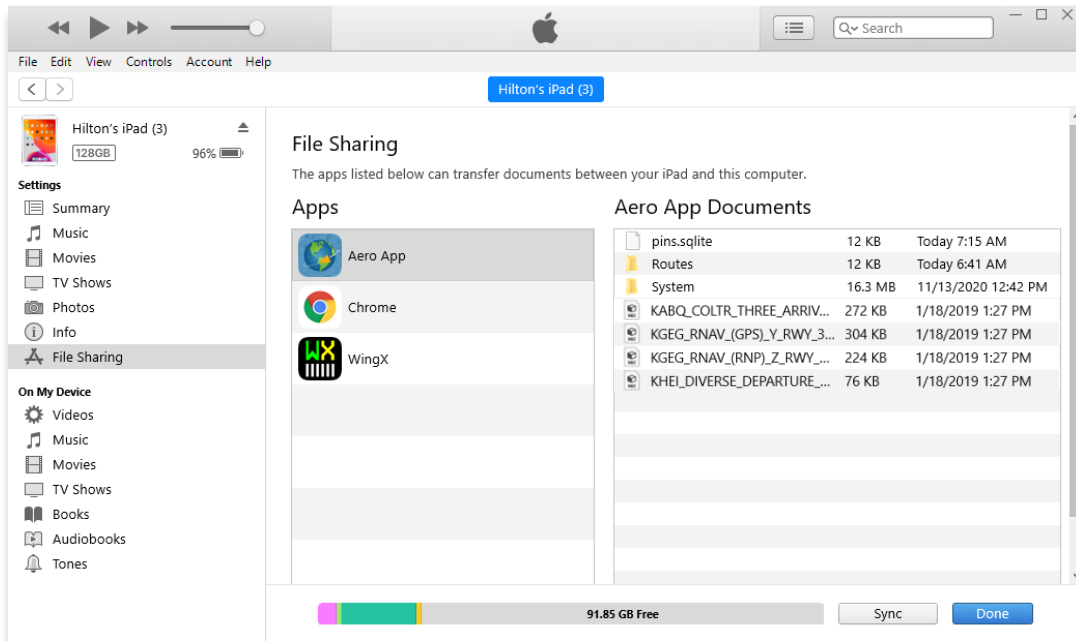 Search
File Edit View Controls Account Help
Hilton's iPad (3)
Hilton's iPad (3)
128GB 96%
Settings
Summary
Music
Movies
TV Shows
Photos
Info
File Sharing
On My Device
Videos
Music
Movies
TV Shows
Books
Audiobooks
Tones
File Sharing
The apps listed below can transfer documents between your iPad and this computer.
Apps
Aero App
Chrome
WX
WingX
Aero App Documents
pins.sqlite 12 KB Today 7:15 AM
Routes 12 KB Today 6:41 AM
System 16.3 MB 11/13/2020 12:42 PM
KABQ_COLTR_THREE_ARRIV... 272 KB 1/18/2019 1:27 PM
KGEG_RNAV_(GPS)_Y_RWY_3... 304 KB 1/18/2019 1:27 PM
KGEG_RNAV_(RNP)_Z_RWY_... 224 KB 1/18/2019 1:27 PM
KHEI_DIVERSE_DEPARTURE_... 76 KB 1/18/2019 1:27 PM
91.85 GB Free
Sync
Done